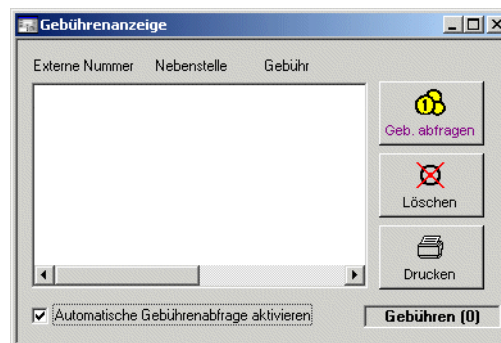 Gebührenanzeige
Externe Nummer Nebenstelle Gebühr
Geb. abfragen
Löschen
Drucken
Automatische Gebührenabfrage aktivieren
Gebühren (0)